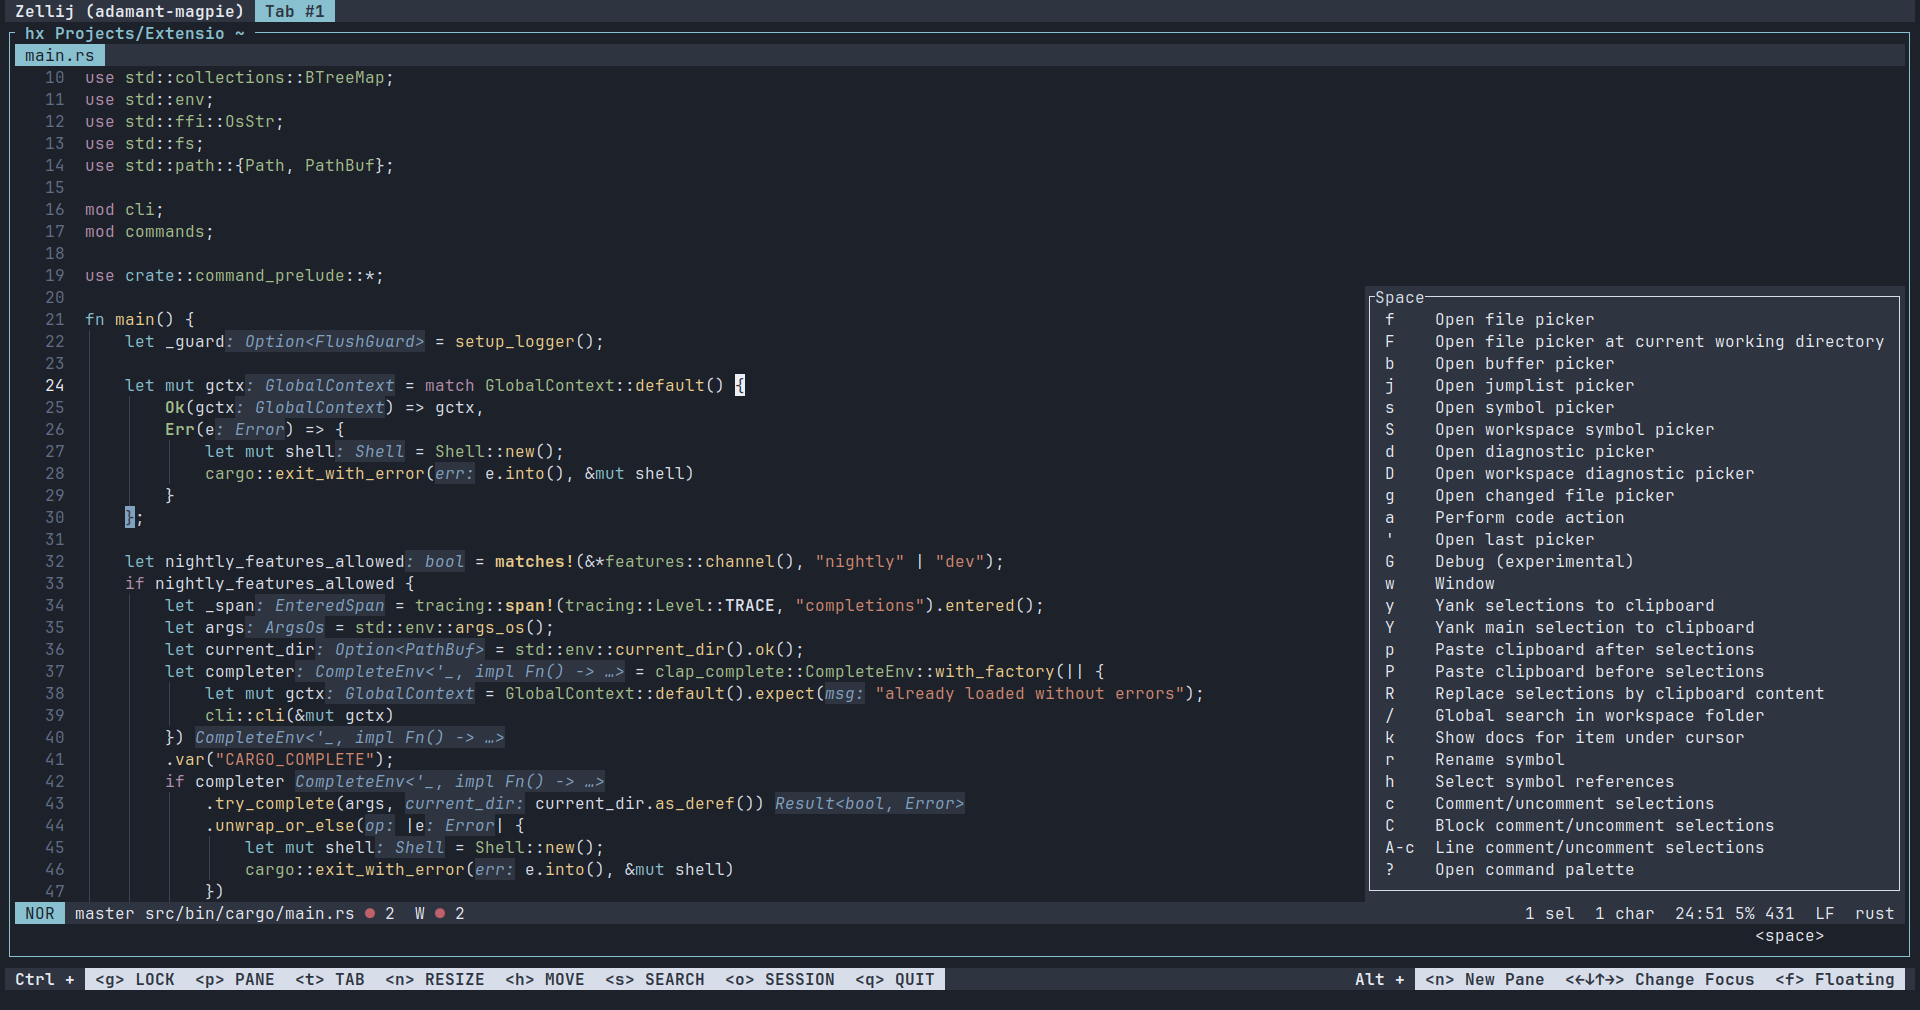 Zellij (adamant-magpie)  Tab #1
hx Projects/Extensio ~
main.rs
10  use std::collections::BTreeMap;
11  use std::env;
12  use std::ffi::OsStr;
13  use std::fs;
14  use std::path::{Path, PathBuf};
15
16  mod cli;
17  mod commands;
18
19  use crate::command_prelude::*;
20
21  fn main() {
22      let _guard: Option<FlushGuard> = setup_logger();
23
24      let mut gctx: GlobalContext = match GlobalContext::default() {
25          Ok(gctx: GlobalContext) => gctx,
26          Err(e: Error) => {
27              let mut shell: Shell = Shell::new();
28              cargo::exit_with_error(err: e.into(), &mut shell)
29          }
30      };
31
32      let nightly_features_allowed: bool = matches!(&*features::channel(), "nightly" | "dev");
33      if nightly_features_allowed {
34          let _span: EnteredSpan = tracing::span!(tracing::Level::TRACE, "completions").entered();
35          let args: ArgsOs = std::env::args_os();
36          let current_dir: Option<PathBuf> = std::env::current_dir().ok();
37          let completer: CompleteEnv<'_, impl Fn() -> …> = clap_complete::CompleteEnv::with_factory(|| {
38              let mut gctx: GlobalContext = GlobalContext::default().expect(msg: "already loaded without errors");
39              cli::cli(&mut gctx)
40          }) CompleteEnv<'_, impl Fn() -> …>
41          .var("CARGO_COMPLETE");
42          if completer CompleteEnv<'_, impl Fn() -> …>
43              .try_complete(args, current_dir: current_dir.as_deref()) Result<bool, Error>
44              .unwrap_or_else(op: |e: Error| {
45                  let mut shell: Shell = Shell::new();
46                  cargo::exit_with_error(err: e.into(), &mut shell)
47              })
Space
f    Open file picker
F    Open file picker at current working directory
b    Open buffer picker
j    Open jumplist picker
s    Open symbol picker
S    Open workspace symbol picker
d    Open diagnostic picker
D    Open workspace diagnostic picker
g    Open changed file picker
a    Perform code action
'    Open last picker
G    Debug (experimental)
w    Window
y    Yank selections to clipboard
Y    Yank main selection to clipboard
p    Paste clipboard after selections
P    Paste clipboard before selections
R    Replace selections by clipboard content
/    Global search in workspace folder
k    Show docs for item under cursor
r    Rename symbol
h    Select symbol references
c    Comment/uncomment selections
C    Block comment/uncomment selections
A-c  Line comment/uncomment selections
?    Open command palette
NOR master src/bin/cargo/main.rs ● 2  W ● 2  1 sel  1 char  24:51 5% 431  LF  rust
<space>
Ctrl + <g> LOCK  <p> PANE  <t> TAB  <n> RESIZE  <h> MOVE  <s> SEARCH  <o> SESSION  <q> QUIT  Alt + <n> New Pane  <←↓↑→> Change Focus  <f> Floating